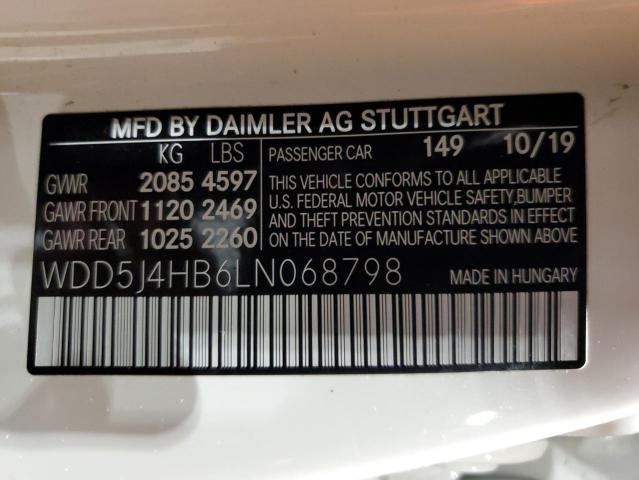 MFD BY DAIMLER AG STUTTGART
KG LBS
GVWR 2085 4597
GAWR FRONT 1120 2469
GAWR REAR 1025 2260
PASSENGER CAR 149 10/19
THIS VEHICLE CONFORMS TO ALL APPLICABLE
U.S. FEDERAL MOTOR VEHICLE SAFETY,BUMPER
AND THEFT PREVENTION STANDARDS IN EFFECT
ON THE DATE OF MANUFACTURE SHOWN ABOVE.
WDD5J4HB6LN068798 MADE IN HUNGARY